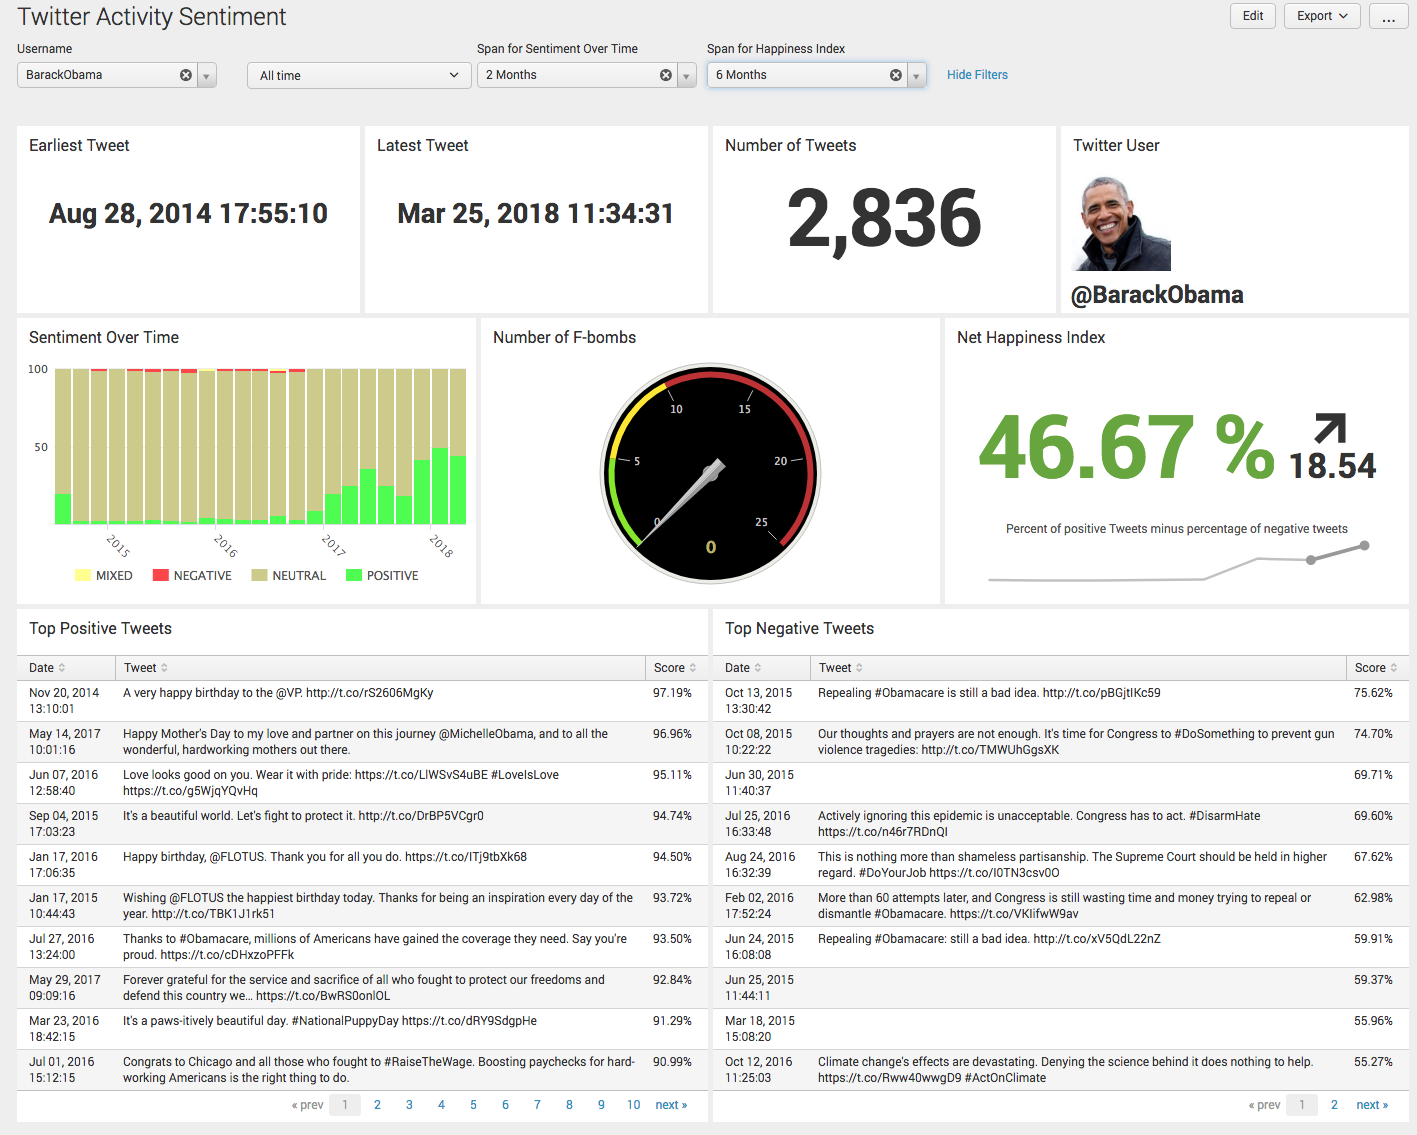 Twitter Activity Sentiment
Edit
Export
...
Username
Span for Sentiment Over Time
Span for Happiness Index
BarackObama
All time
2 Months
6 Months
Hide Filters
Earliest Tweet
Aug 28, 2014 17:55:10
Latest Tweet
Mar 25, 2018 11:34:31
Number of Tweets
2,836
Twitter User
@BarackObama
Sentiment Over Time
100
50
2015
2016
2017
2018
MIXED
NEGATIVE
NEUTRAL
POSITIVE
Number of F-bombs
0
5
10
15
20
25
0
Net Happiness Index
46.67 %
18.54
Percent of positive Tweets minus percentage of negative tweets
Top Positive Tweets
Date
Tweet
Score
Nov 20, 2014
13:10:01
A very happy birthday to the @VP. http://t.co/rS2606MgKy
97.19%
May 14, 2017
10:01:16
Happy Mother's Day to my love and partner on this journey @MichelleObama, and to all the
wonderful, hardworking mothers out there.
96.96%
Jun 07, 2016
12:58:40
Love looks good on you. Wear it with pride: https://t.co/LlWSvS4uBE #LoveIsLove
https://t.co/g5WjqYQvHq
95.11%
Sep 04, 2015
17:03:23
It's a beautiful world. Let's fight to protect it. http://t.co/DrBP5VCgr0
94.74%
Jan 17, 2016
17:06:35
Happy birthday, @FLOTUS. Thank you for all you do. https://t.co/ITj9tbXk68
94.50%
Jan 17, 2015
10:44:43
Wishing @FLOTUS the happiest birthday today. Thanks for being an inspiration every day of the
year. http://t.co/TBK1J1rk51
93.72%
Jul 27, 2016
13:24:00
Thanks to #Obamacare, millions of Americans have gained the coverage they need. Say you're
proud. https://t.co/cDHxzoPFFk
93.50%
May 29, 2017
09:09:16
Forever grateful for the service and sacrifice of all who fought to protect our freedoms and
defend this country we... https://t.co/BwRS0onlOL
92.84%
Mar 23, 2016
18:42:15
It's a paws-itively beautiful day. #NationalPuppyDay https://t.co/dRY9SdgpHe
91.29%
Jul 01, 2016
15:12:15
Congrats to Chicago and all those who fought to #RaiseTheWage. Boosting paychecks for hard-
working Americans is the right thing to do.
90.99%
« prev 1 2 3 4 5 6 7 8 9 10 next »
Top Negative Tweets
Date
Tweet
Score
Oct 13, 2015
13:30:42
Repealing #Obamacare is still a bad idea. http://t.co/pBGjtIKc59
75.62%
Oct 08, 2015
10:22:22
Our thoughts and prayers are not enough. It's time for Congress to #DoSomething to prevent gun
violence tragedies: http://t.co/TMWUhGgsXK
74.70%
Jun 30, 2015
11:40:37
69.71%
Jul 25, 2016
16:33:48
Actively ignoring this epidemic is unacceptable. Congress has to act. #DisarmHate
https://t.co/n46r7RDnQI
69.60%
Aug 24, 2016
16:32:39
This is nothing more than shameless partisanship. The Supreme Court should be held in higher
regard. #DoYourJob https://t.co/I0TN3csv0O
67.62%
Feb 02, 2016
17:52:24
More than 60 attempts later, and Congress is still wasting time and money trying to repeal or
dismantle #Obamacare. https://t.co/VKIifwW9av
62.98%
Jun 24, 2015
16:08:08
Repealing #Obamacare: still a bad idea. http://t.co/xV5QdL22nZ
59.91%
Jun 25, 2015
11:44:11
59.37%
Mar 18, 2015
15:08:20
55.96%
Oct 12, 2016
11:25:03
Climate change's effects are devastating. Denying the science behind it does nothing to help.
https://t.co/Rww40wwgD9 #ActOnClimate
55.27%
« prev 1 2 next »